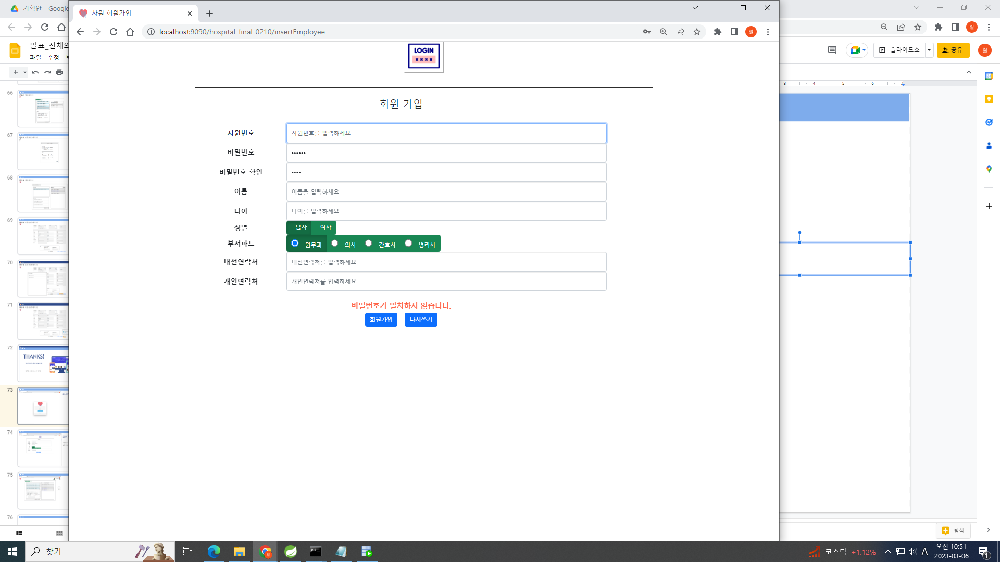 기획안 - Google
사원 회원가입
localhost:9090/hospital_final_0210/insertEmployee
릴
릴
발표_전체의
파일 수정
슬라이드쇼
공유
릴
LOGIN
회원 가입
사원번호 사원번호를 입력하세요
비밀번호 ••••••
비밀번호 확인 ••••
이름 이름을 입력하세요
나이 나이를 입력하세요
성별 남자 여자
부서파트 원무과 의사 간호사 병리사
내선연락처 내선연락처를 입력하세요
개인연락처 개인연락처를 입력하세요
비밀번호가 일치하지 않습니다.
회원가입 다시쓰기
3 4 5 6 7
66
67
68
69
70
71
72
THANKS!
73
74
75
76
탐색
찾기
코스닥 +1.12%
A
오전 10:51
2023-03-06
1